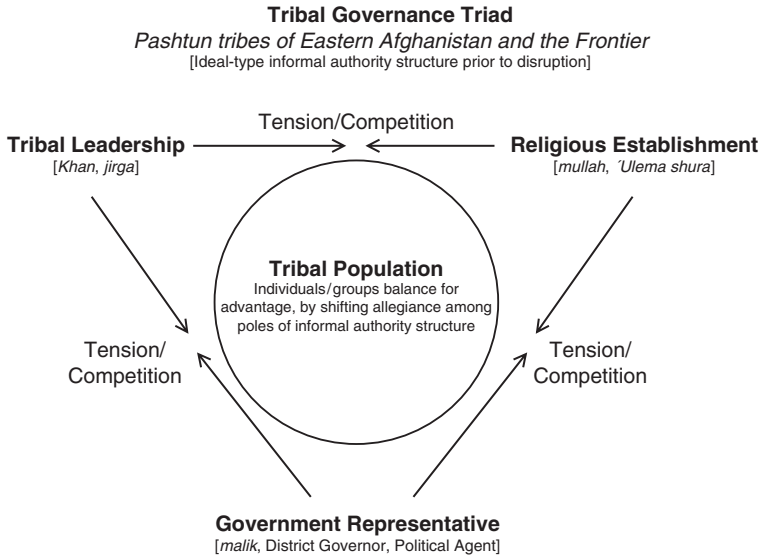 Tribal Governance Triad
Pashtun tribes of Eastern Afghanistan and the Frontier
[Ideal-type informal authority structure prior to disruption]
Tension/Competition
Tribal Leadership
[Khan, jirga]
Religious Establishment
[mullah, ´Ulema shura]
Tribal Population
Individuals/groups balance for
advantage, by shifting allegiance among
poles of informal authority structure
Tension/
Competition
Tension/
Competition
Government Representative
[malik, District Governor, Political Agent]